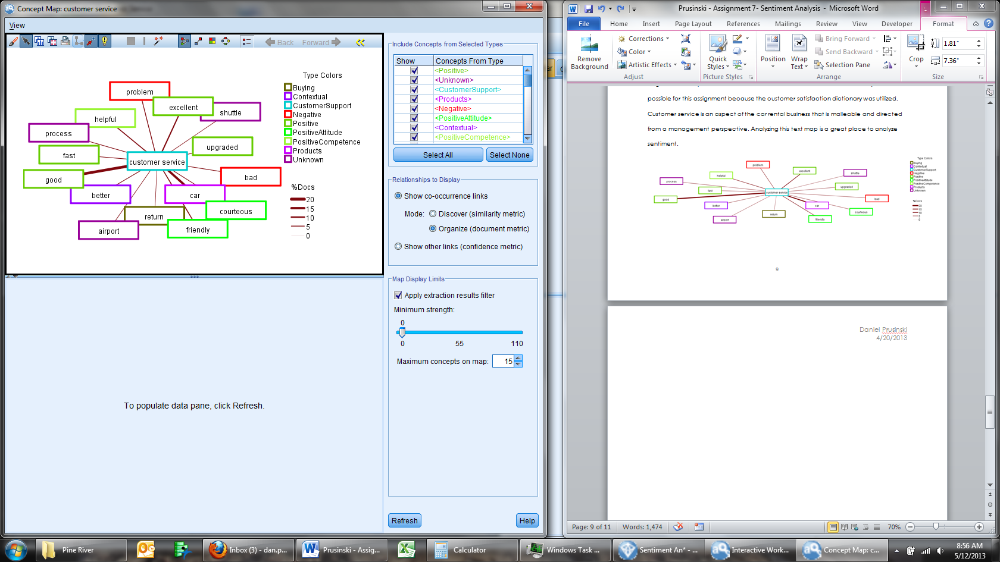 Concept Map: customer service
View
Back Forward
problem
excellent
shuttle
helpful
process
upgraded
fast
customer service
good
bad
better
car
courteous
return
friendly
airport
Type Colors
Buying
Contextual
CustomerSupport
Negative
Positive
PositiveAttitude
PositiveCompetence
Products
Unknown
%Docs
20
15
10
5
0
To populate data pane, click Refresh.
Include Concepts from Selected Types
Show Concepts From Type
<Positive>
<Unknown>
<CustomerSupport>
<Products>
<Negative>
<PositiveAttitude>
<Contextual>
<PositiveCompetence>
Select All Select None
Relationships to Display
Show co-occurrence links
Mode: Discover (similarity metric)
Organize (document metric)
Show other links (confidence metric)
Map Display Limits
Apply extraction results filter
Minimum strength:
0
0 55 110
Maximum concepts on map: 15
Refresh Help
Prusinski - Assignment 7- Sentiment Analysis - Microsoft Word
File Home Insert Page Layout References Mailings Review View Developer Format
Remove Background
Corrections
Color
Artistic Effects
Adjust
Quick Styles
Picture Styles
Position
Wrap Text
Bring Forward
Send Backward
Selection Pane
Arrange
Crop
1.81"
7.36"
Size
possible for this assignment because the customer satisfaction dictionary was utilized.
Customer service is an aspect of the car rental business that is malleable and directed
from a management perspective. Analyzing this text map is a great place to analyze
sentiment.
problem
excellent
helpful
shuttle
process
upgraded
fast
customer service
good
bad
better
car
return
courteous
airport
friendly
Type Colors
Buying
Contextual
CustomerSupport
Negative
Positive
PositiveAttitude
PositiveCompetence
Products
Unknown
%Docs
20
15
10
5
0
9
Daniel Prusinski
4/20/2013
Page: 9 of 11 Words: 1,474 70%
Pine River
Inbox (3) - dan.p...
Prusinski - Assig...
Calculator
Windows Task ...
Sentiment An* - ...
Interactive Work...
Concept Map: c...
8:56 AM
5/12/2013